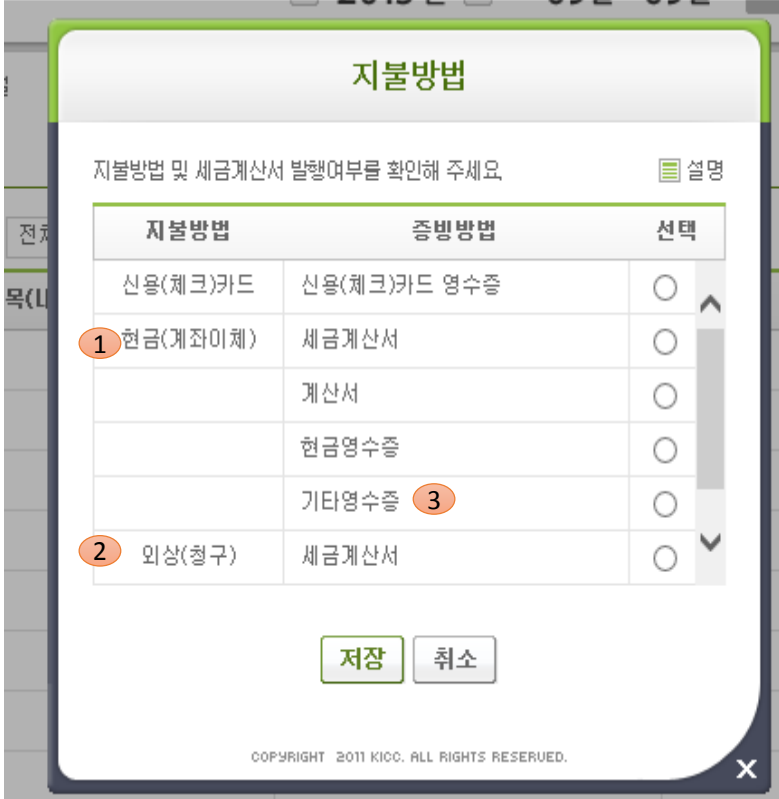 지불방법
지불방법 및 세금계산서 발행여부를 확인해 주세요.
설명
지불방법 증빙방법 선택
신용(체크)카드 신용(체크)카드 영수증
1 현금(계좌이체) 세금계산서
계산서
현금영수증
기타영수증 3
2 외상(청구) 세금계산서
저장 취소
COPYRIGHT 2011 KICC. ALL RIGHTS RESERVED.
X